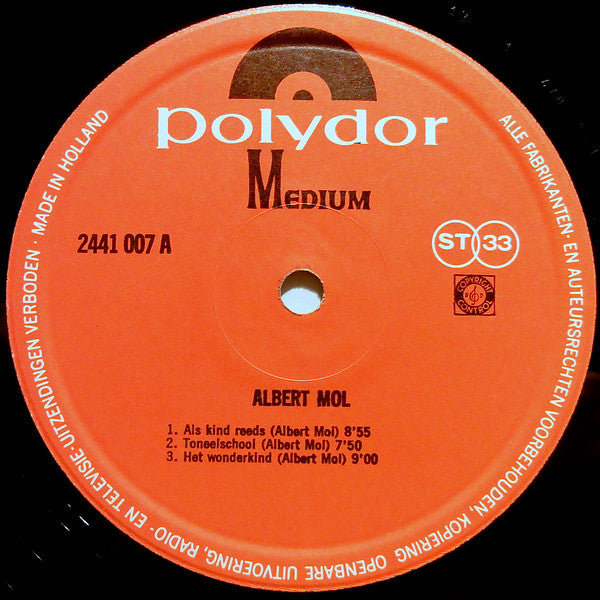 polydor
MEDIUM
2441 007 A
ST 33
COPYRIGHT
CONTROL
ALBERT MOL
1. Als kind reeds (Albert Mol) 8'55
2. Toneelschool (Albert Mol) 7'50
3. Het wonderkind (Albert Mol) 9'00
ALLE FABRIKANTEN- EN AUTEURSRECHTEN VOORBEHOUDEN, KOPIERING, OPENBARE UITVOERING, RADIO- EN TELEVISIE-UITZENDINGEN VERBODEN · MADE IN HOLLAND